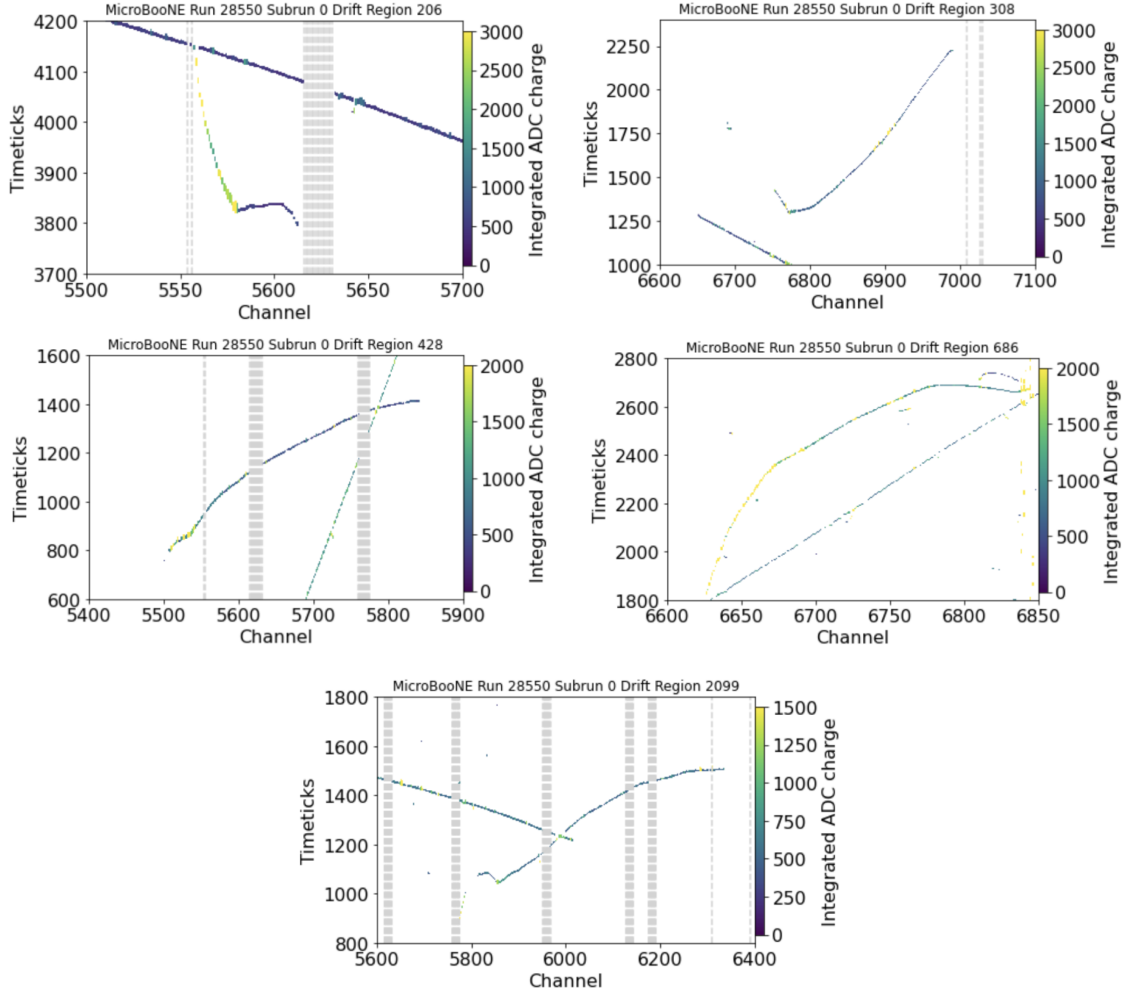 MicroBooNE Run 28550 Subrun 0 Drift Region 206
4200
4100
4000
3900
3800
3700
Timeticks
5500 5550 5600 5650 5700
Channel
3000
2500
2000
1500
1000
500
0
Integrated ADC charge
MicroBooNE Run 28550 Subrun 0 Drift Region 308
2250
2000
1750
1500
1250
1000
Timeticks
6600 6700 6800 6900 7000 7100
Channel
3000
2500
2000
1500
1000
500
0
Integrated ADC charge
MicroBooNE Run 28550 Subrun 0 Drift Region 428
1600
1400
1200
1000
800
600
Timeticks
5400 5500 5600 5700 5800 5900
Channel
2000
1500
1000
500
0
Integrated ADC charge
MicroBooNE Run 28550 Subrun 0 Drift Region 686
2800
2600
2400
2200
2000
1800
Timeticks
6600 6650 6700 6750 6800 6850
Channel
2000
1500
1000
500
0
Integrated ADC charge
MicroBooNE Run 28550 Subrun 0 Drift Region 2099
1800
1600
1400
1200
1000
800
Timeticks
5600 5800 6000 6200 6400
Channel
1500
1250
1000
750
500
250
0
Integrated ADC charge